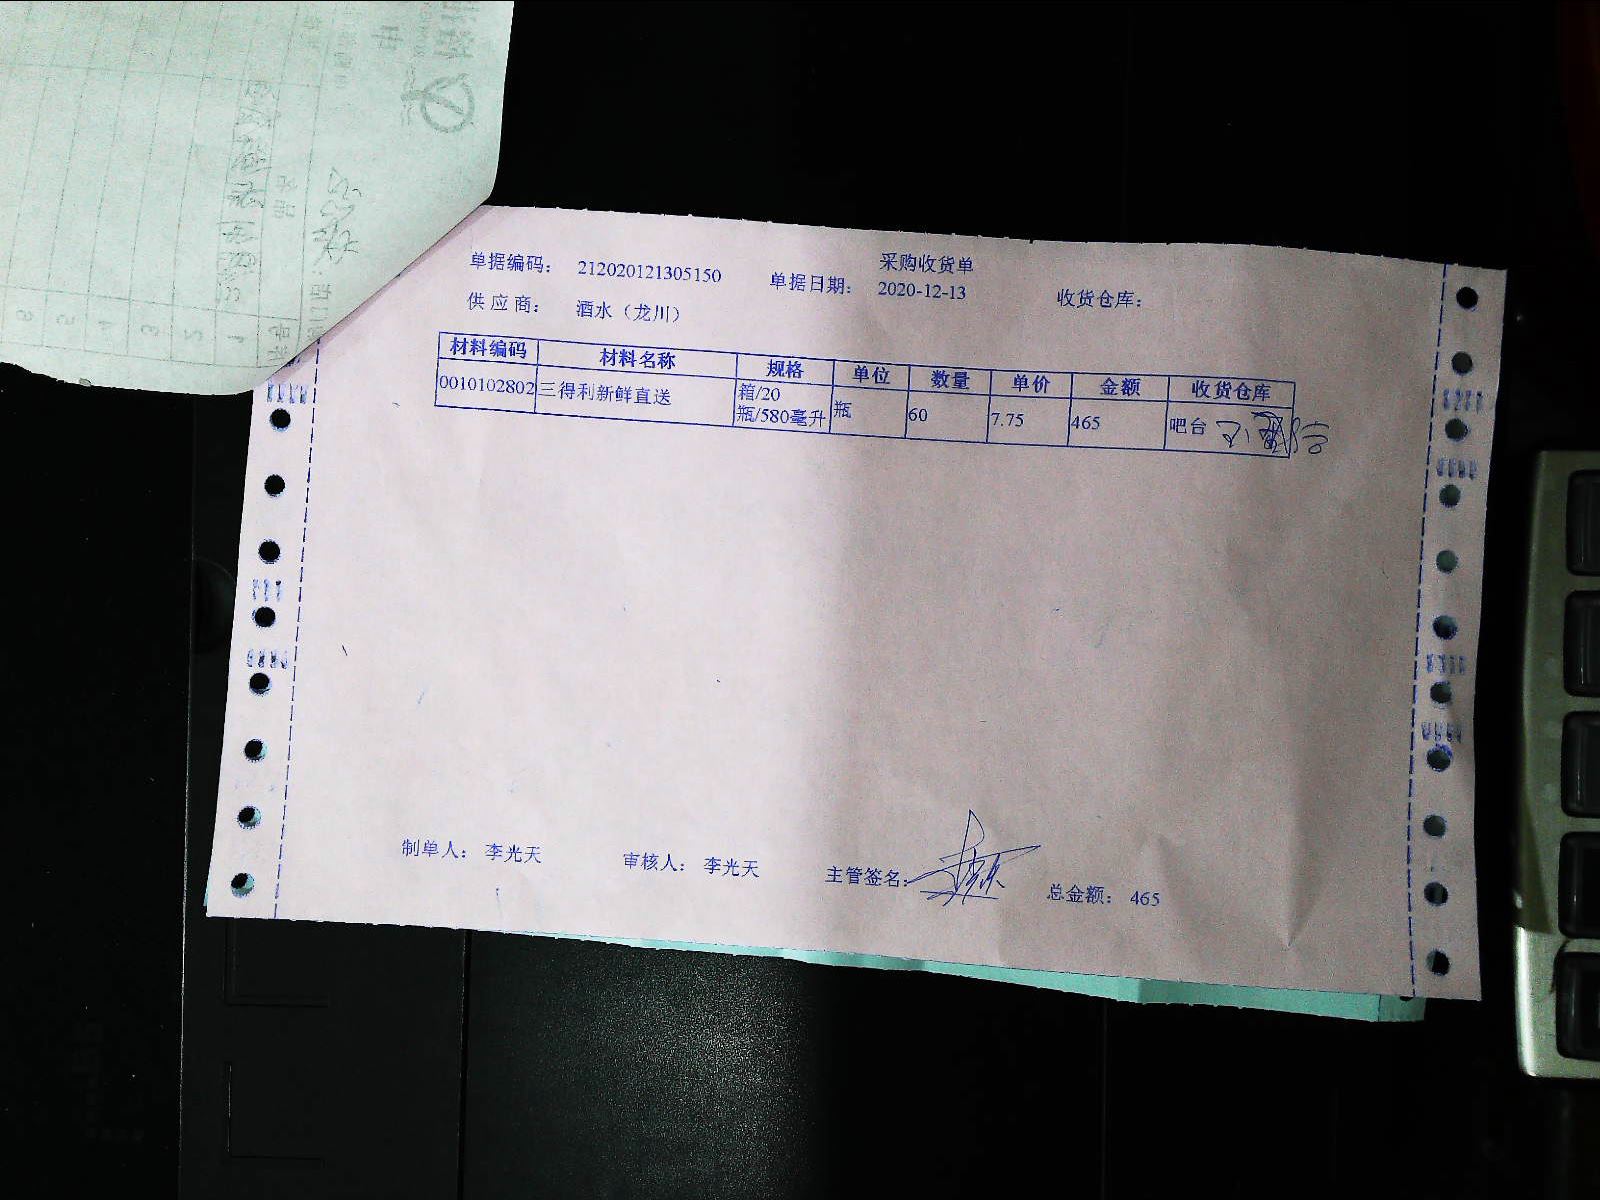 采购收货单
单据编码： 212020121305150 单据日期： 2020-12-13 收货仓库：
供应商： 酒水（龙川）
材料编码 材料名称 规格 单位 数量 单价 金额 收货仓库
0010102802 三得利新鲜直送 箱/20 瓶/580毫升 瓶 60 7.75 465 吧台
制单人： 李光天 审核人： 李光天 主管签名： 总金额： 465